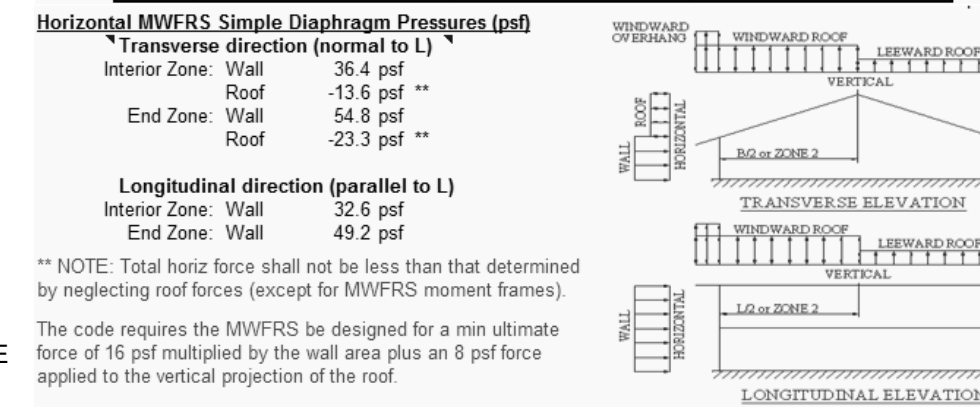 Horizontal MWFRS Simple Diaphragm Pressures (psf)
Transverse direction (normal to L)
Interior Zone: Wall 36.4 psf
Roof -13.6 psf **
End Zone: Wall 54.8 psf
Roof -23.3 psf **
Longitudinal direction (parallel to L)
Interior Zone: Wall 32.6 psf
End Zone: Wall 49.2 psf
** NOTE: Total horiz force shall not be less than that determined
by neglecting roof forces (except for MWFRS moment frames).
The code requires the MWFRS be designed for a min ultimate
force of 16 psf multiplied by the wall area plus an 8 psf force
applied to the vertical projection of the roof.
E
WINDWARD
OVERHANG
WINDWARD ROOF
LEEWARD ROOF
VERTICAL
ROOF
WALL
HORIZONTAL
B/2 or ZONE 2
TRANSVERSE ELEVATION
WINDWARD ROOF
LEEWARD ROOF
VERTICAL
WALL
HORIZONTAL
L/2 or ZONE 2
LONGITUDINAL ELEVATION